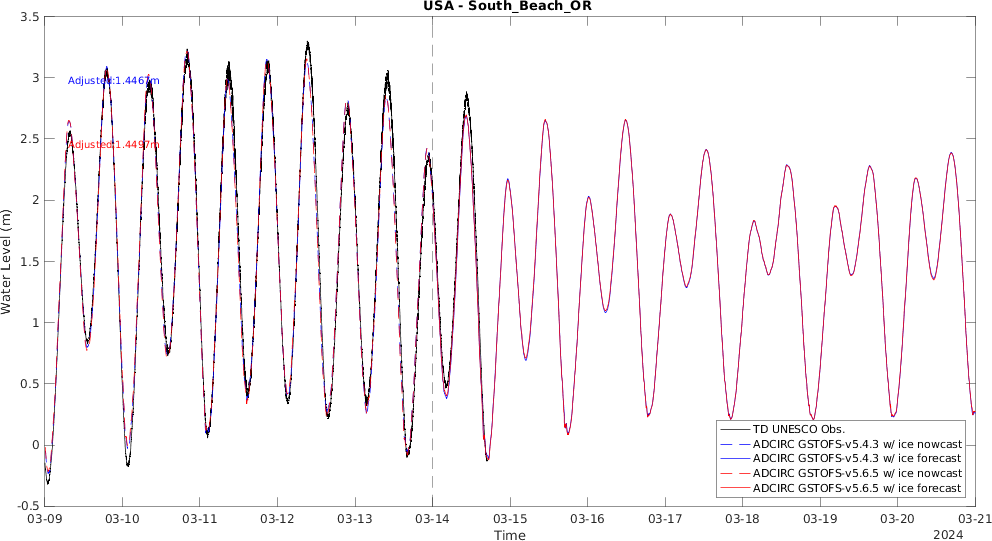 USA - South_Beach_OR
3.5
3
2.5
2
1.5
1
0.5
0
-0.5
Water Level (m)
Adjusted:1.4467m
Adjusted:1.4497m
TD UNESCO Obs.
ADCIRC GSTOFS-v5.4.3 w/ ice nowcast
ADCIRC GSTOFS-v5.4.3 w/ ice forecast
ADCIRC GSTOFS-v5.6.5 w/ ice nowcast
ADCIRC GSTOFS-v5.6.5 w/ ice forecast
03-09 03-10 03-11 03-12 03-13 03-14 03-15 03-16 03-17 03-18 03-19 03-20 03-21
Time
2024